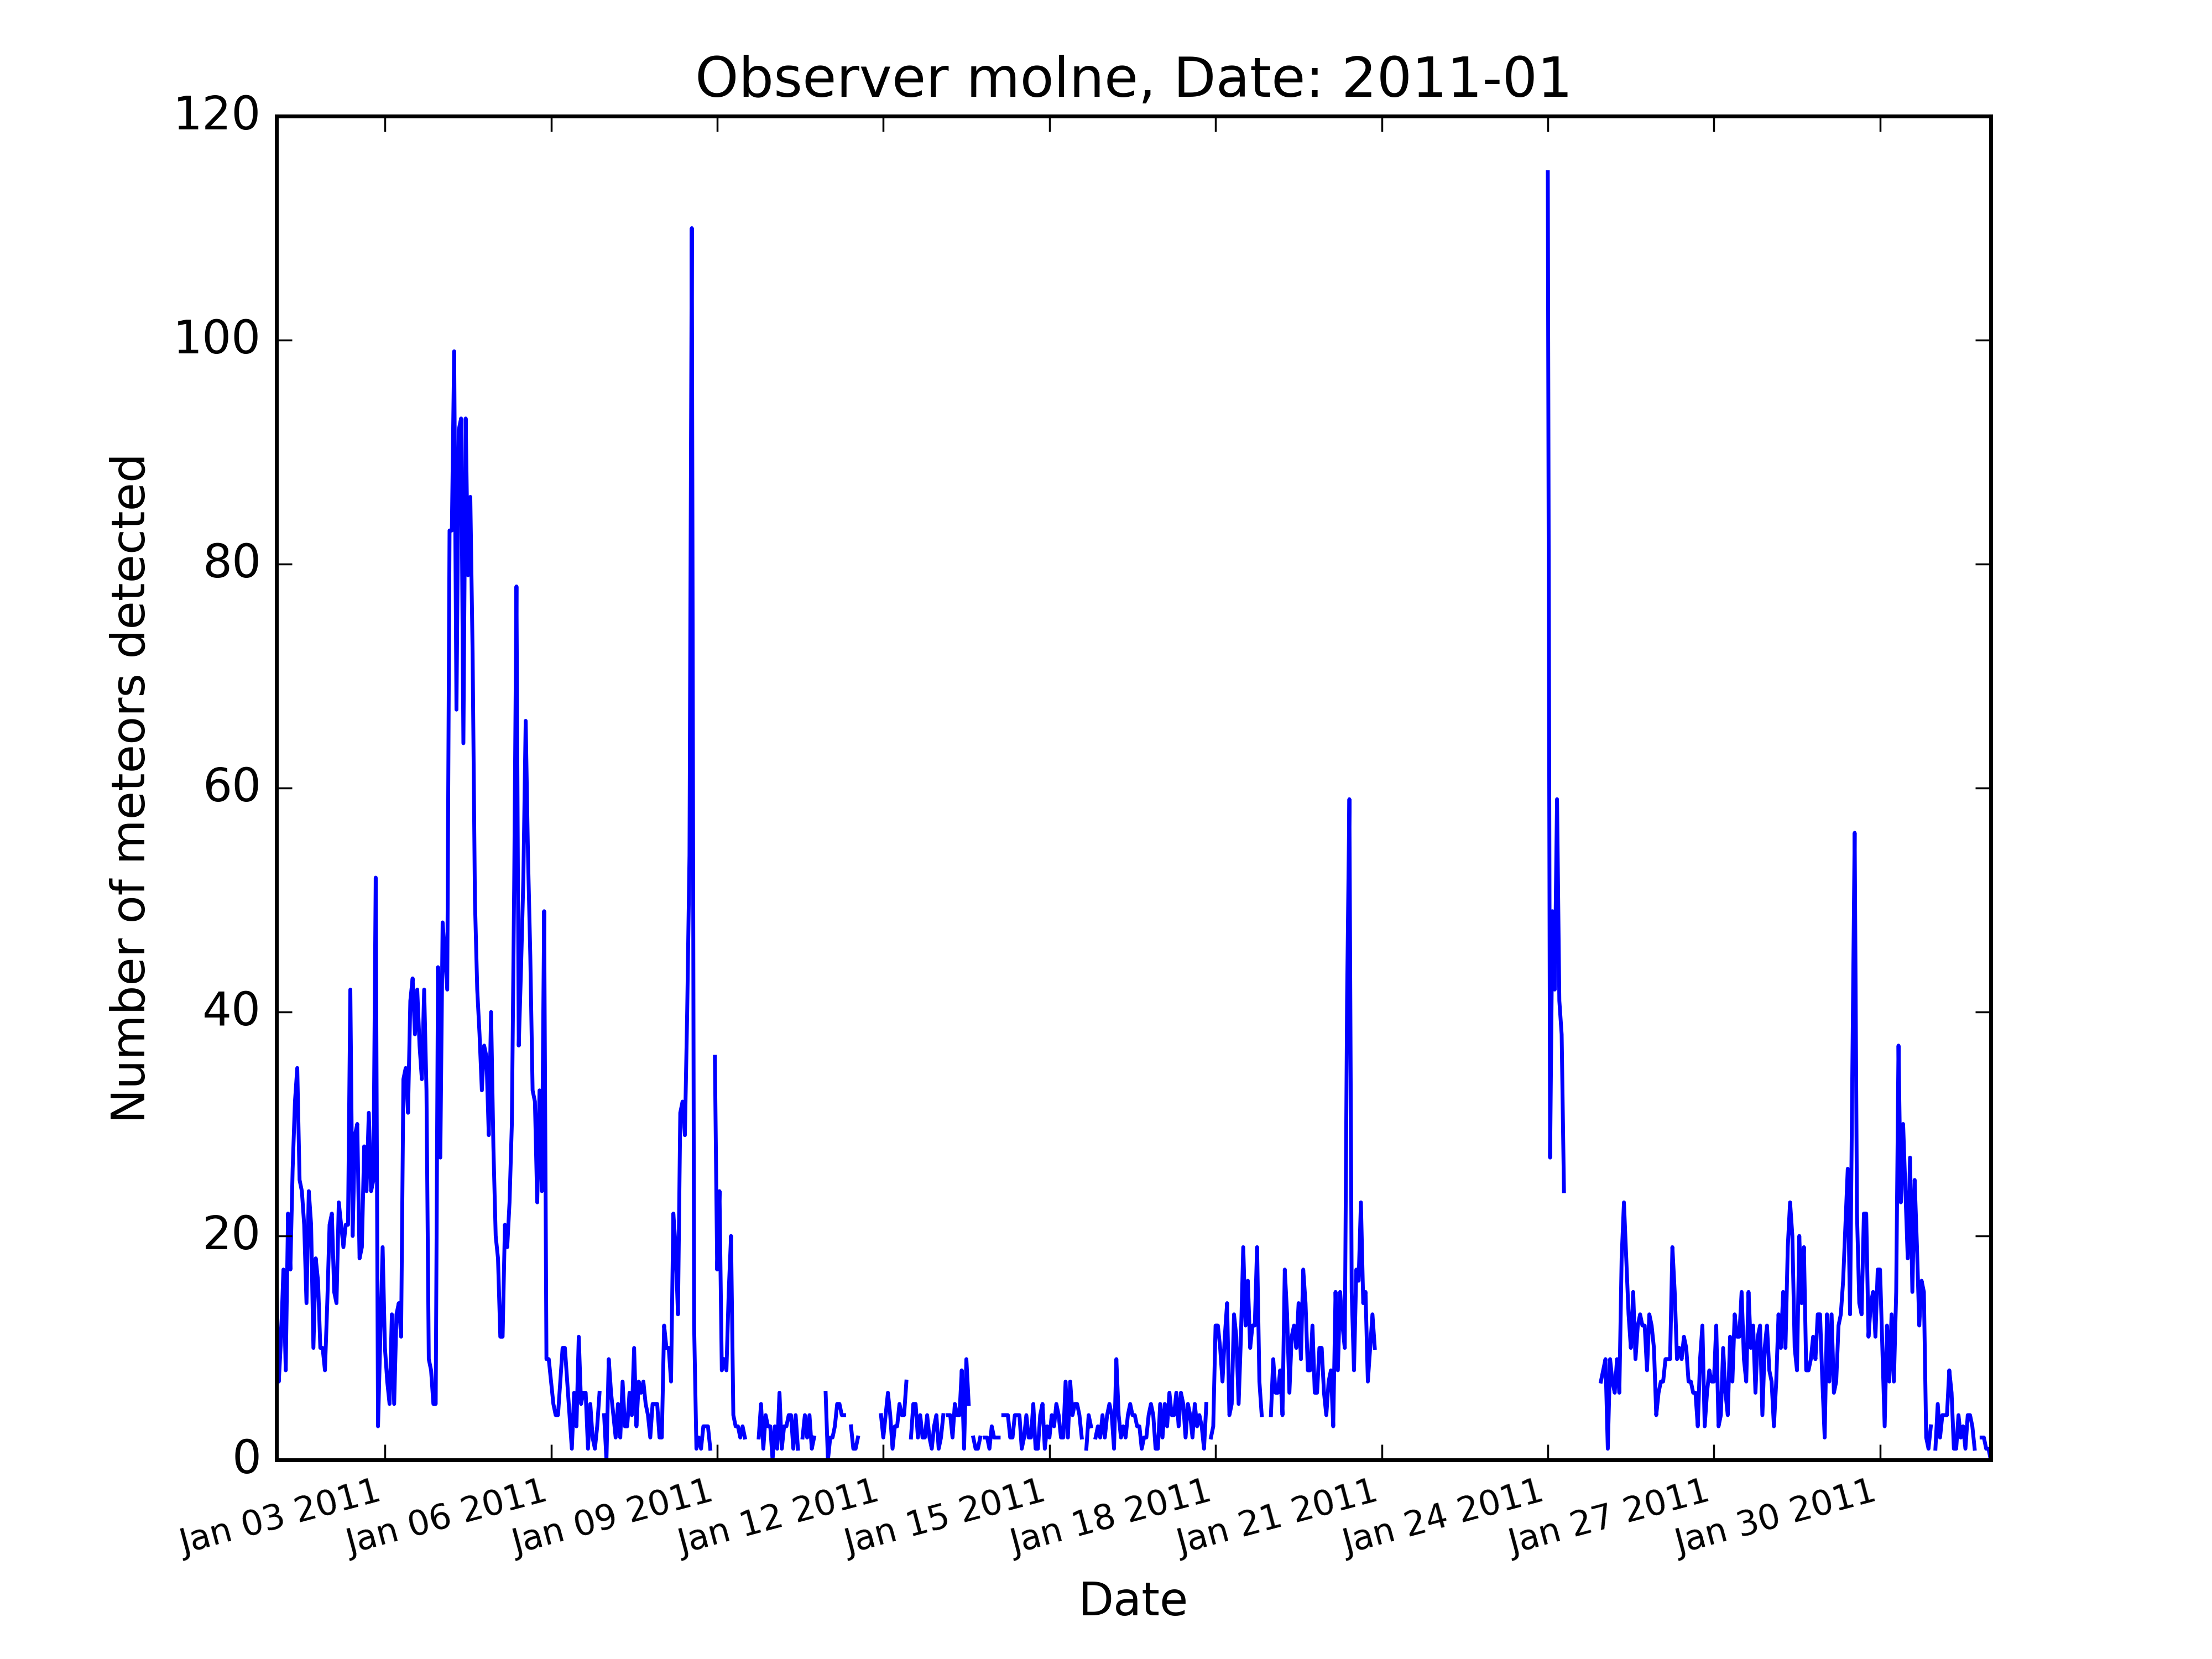 Observer molne, Date: 2011-01
120
100
80
60
40
20
0
Number of meteors detected
Jan 03 2011
Jan 06 2011
Jan 09 2011
Jan 12 2011
Jan 15 2011
Jan 18 2011
Jan 21 2011
Jan 24 2011
Jan 27 2011
Jan 30 2011
Date